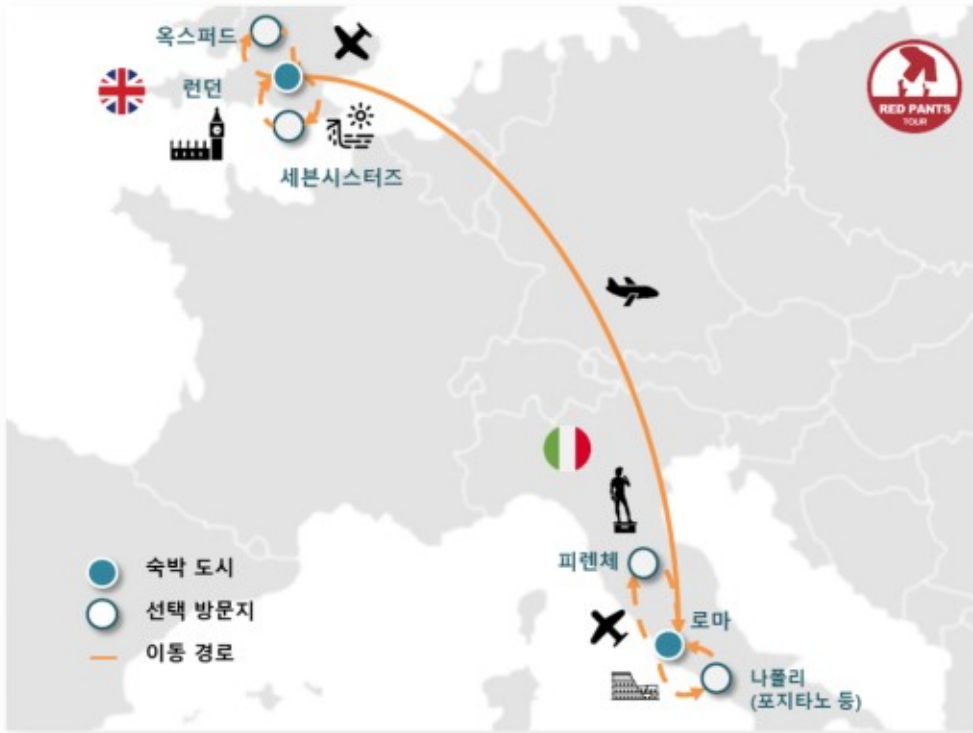 옥스퍼드
런던
세븐시스터즈
RED PANTS
TOUR
피렌체
로마
나폴리
(포지타노 등)
숙박 도시
선택 방문지
이동 경로